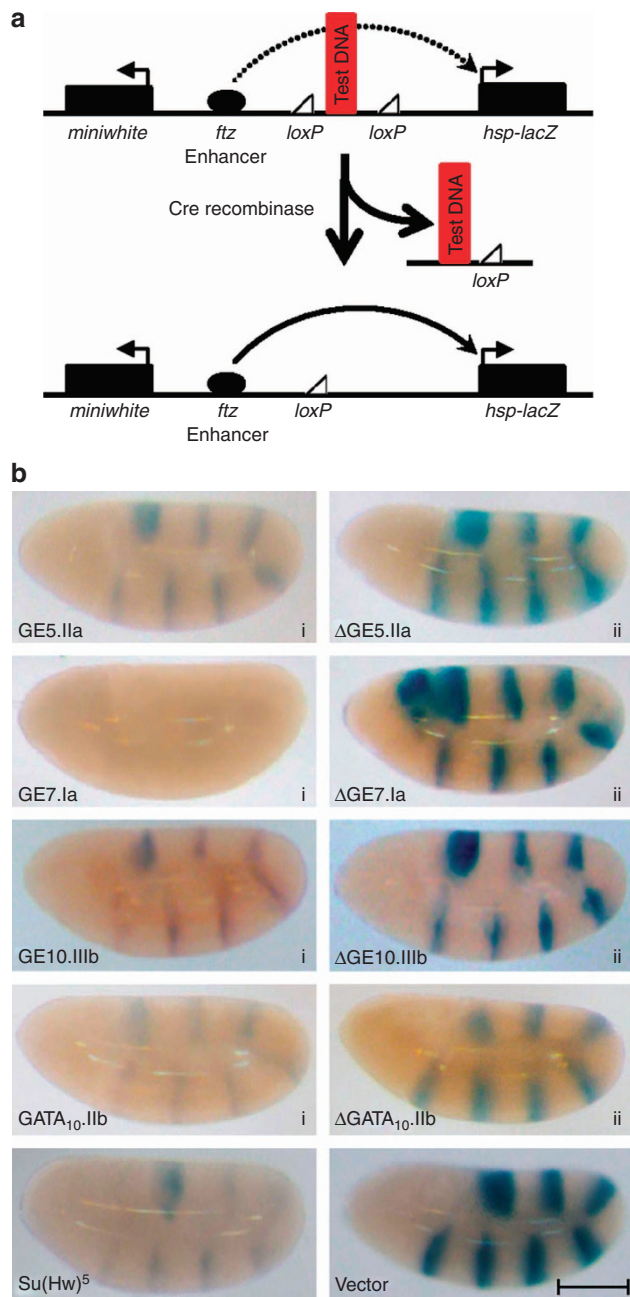 a
Test DNA
miniwhite
ftz
Enhancer
loxP
loxP
hsp-lacZ
Cre recombinase
Test DNA
loxP
miniwhite
ftz
Enhancer
loxP
hsp-lacZ
b
GE5.IIa
i
ΔGE5.IIa
ii
GE7.Ia
i
ΔGE7.Ia
ii
GE10.IIIb
i
ΔGE10.IIIb
ii
GATA₁₀.IIb
i
ΔGATA₁₀.IIb
ii
Su(Hw)⁵
Vector